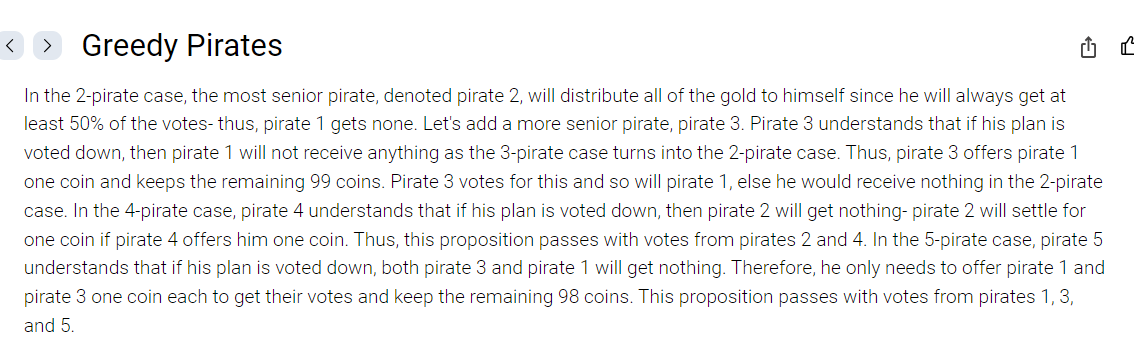 Greedy Pirates
In the 2-pirate case, the most senior pirate, denoted pirate 2, will distribute all of the gold to himself since he will always get at
least 50% of the votes- thus, pirate 1 gets none. Let's add a more senior pirate, pirate 3. Pirate 3 understands that if his plan is
voted down, then pirate 1 will not receive anything as the 3-pirate case turns into the 2-pirate case. Thus, pirate 3 offers pirate 1
one coin and keeps the remaining 99 coins. Pirate 3 votes for this and so will pirate 1, else he would receive nothing in the 2-pirate
case. In the 4-pirate case, pirate 4 understands that if his plan is voted down, then pirate 2 will get nothing- pirate 2 will settle for
one coin if pirate 4 offers him one coin. Thus, this proposition passes with votes from pirates 2 and 4. In the 5-pirate case, pirate 5
understands that if his plan is voted down, both pirate 3 and pirate 1 will get nothing. Therefore, he only needs to offer pirate 1 and
pirate 3 one coin each to get their votes and keep the remaining 98 coins. This proposition passes with votes from pirates 1, 3,
and 5.